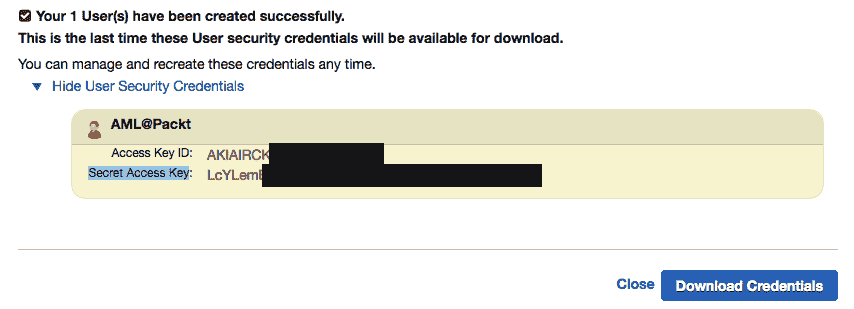 Your 1 User(s) have been created successfully.
This is the last time these User security credentials will be available for download.
You can manage and recreate these credentials any time.
Hide User Security Credentials
AML@Packt
Access Key ID: AKIAIRCK
Secret Access Key: LcYLem
Close Download Credentials